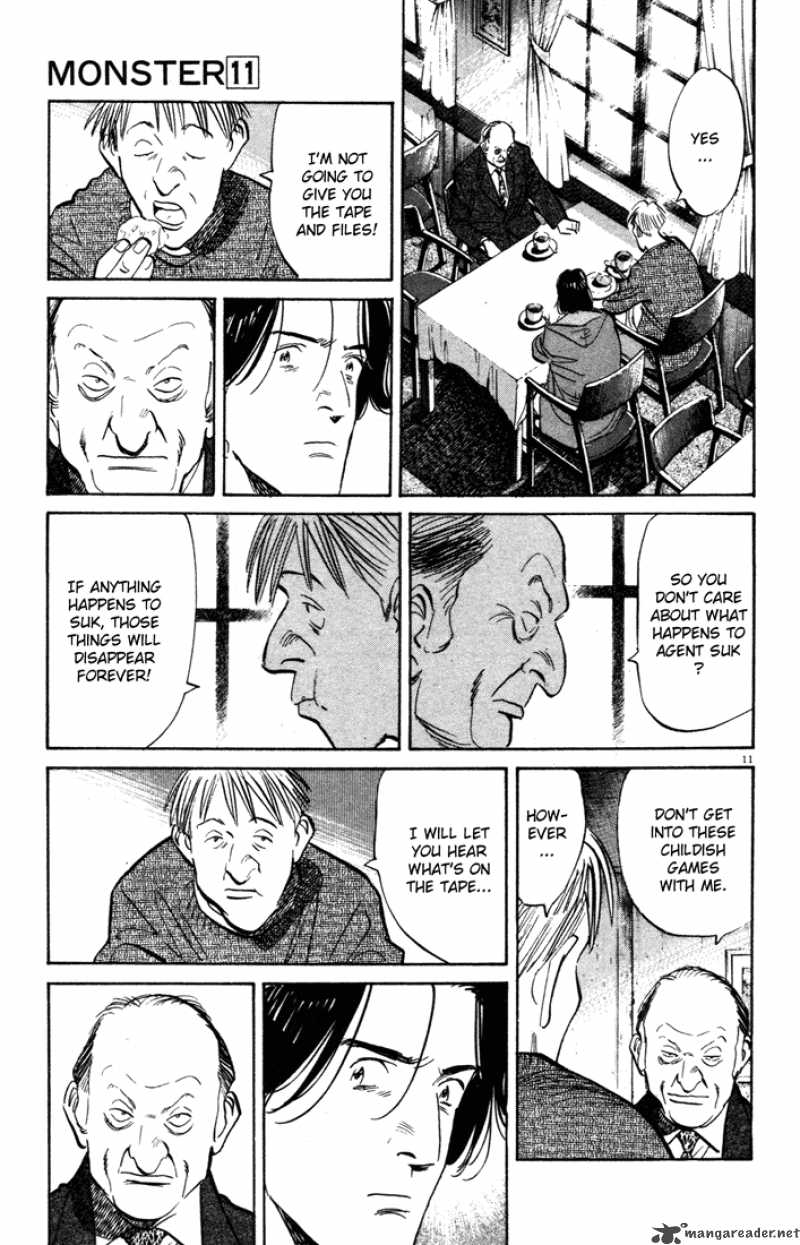 MONSTER 11
YES
...
I'M NOT
GOING TO
GIVE YOU
THE TAPE
AND FILES!
SO YOU
DON'T CARE
ABOUT WHAT
HAPPENS TO
AGENT SUK
?
IF ANYTHING
HAPPENS TO
SUK, THOSE
THINGS WILL
DISAPPEAR
FOREVER!
11
DON'T GET
INTO THESE
CHILDISH
GAMES
WITH ME.
HOW-
EVER
...
I WILL LET
YOU HEAR
WHAT'S ON
THE TAPE...
mangareader.net